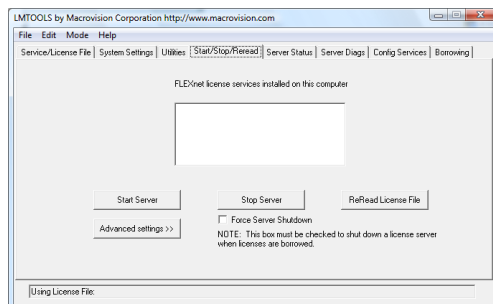 LMTOOLS by Macrovision Corporation http://www.macrovision.com
File Edit Mode Help
Service/License File System Settings Utilities Start/Stop/Reread Server Status Server Diags Config Services Borrowing
FLEXnet license services installed on this computer
Start Server Stop Server ReRead License File
Advanced settings >> Force Server Shutdown
NOTE: This box must be checked to shut down a license server
when licenses are borrowed.
Using License File: